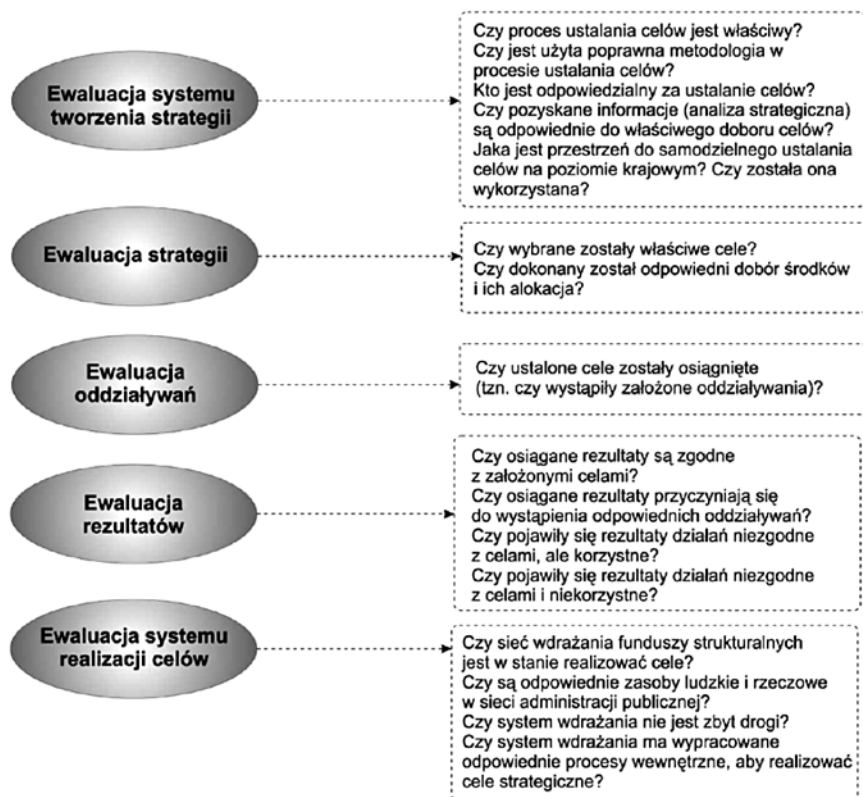 Ewaluacja systemu
tworzenia strategii
Czy proces ustalania celów jest właściwy?
Czy jest użyta poprawna metodologia w
procesie ustalania celów?
Kto jest odpowiedzialny za ustalanie celów?
Czy pozyskane informacje (analiza strategiczna)
są odpowiednie do właściwego doboru celów?
Jaka jest przestrzeń do samodzielnego ustalania
celów na poziomie krajowym? Czy została ona
wykorzystana?
Ewaluacja strategii
Czy wybrane zostały właściwe cele?
Czy dokonany został odpowiedni dobór środków
i ich alokacja?
Ewaluacja
oddziaływań
Czy ustalone cele zostały osiągnięte
(tzn. czy wystąpiły założone oddziaływania)?
Ewaluacja
rezultatów
Czy osiągane rezultaty są zgodne
z założonymi celami?
Czy osiągane rezultaty przyczyniają się
do wystąpienia odpowiednich oddziaływań?
Czy pojawiły się rezultaty działań niezgodne
z celami, ale korzystne?
Czy pojawiły się rezultaty działań niezgodne
z celami i niekorzystne?
Ewaluacja systemu
realizacji celów
Czy sieć wdrażania funduszy strukturalnych
jest w stanie realizować cele?
Czy są odpowiednie zasoby ludzkie i rzeczowe
w sieci administracji publicznej?
Czy system wdrażania nie jest zbyt drogi?
Czy system wdrażania ma wypracowane
odpowiednie procesy wewnętrzne, aby realizować
cele strategiczne?